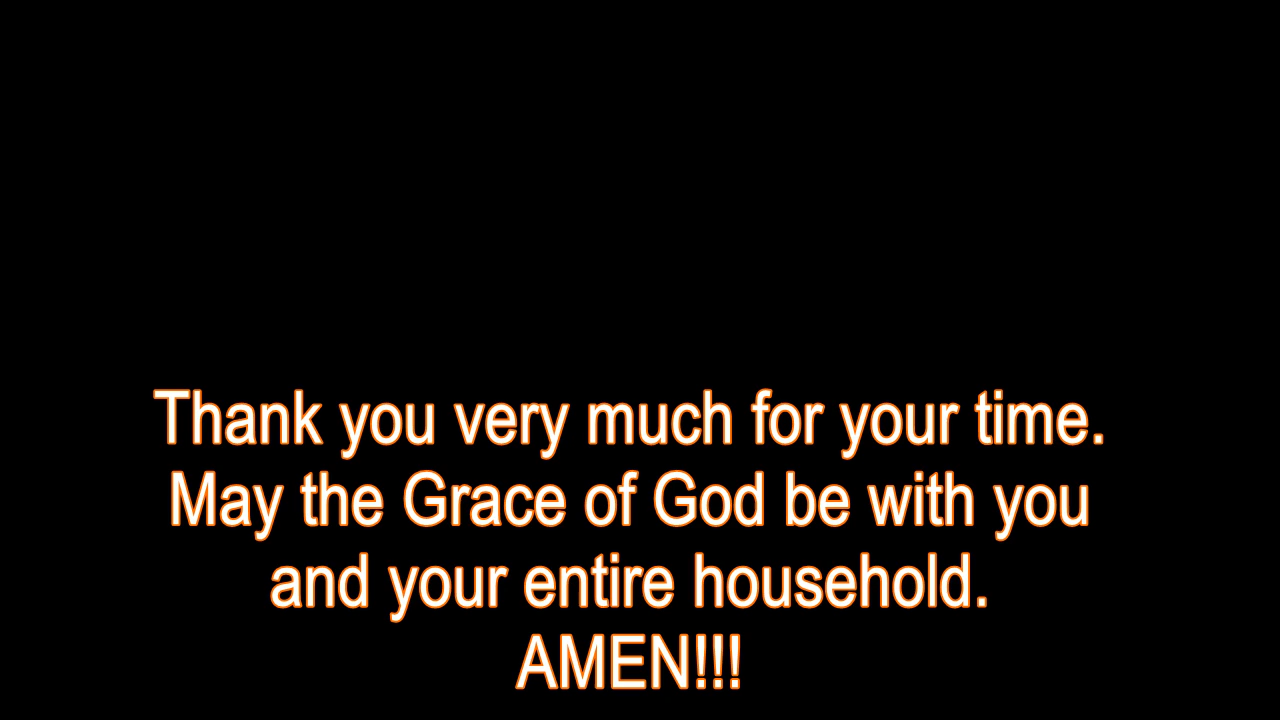 Thank you very much for your time.
May the Grace of God be with you
and your entire household.
AMEN!!!